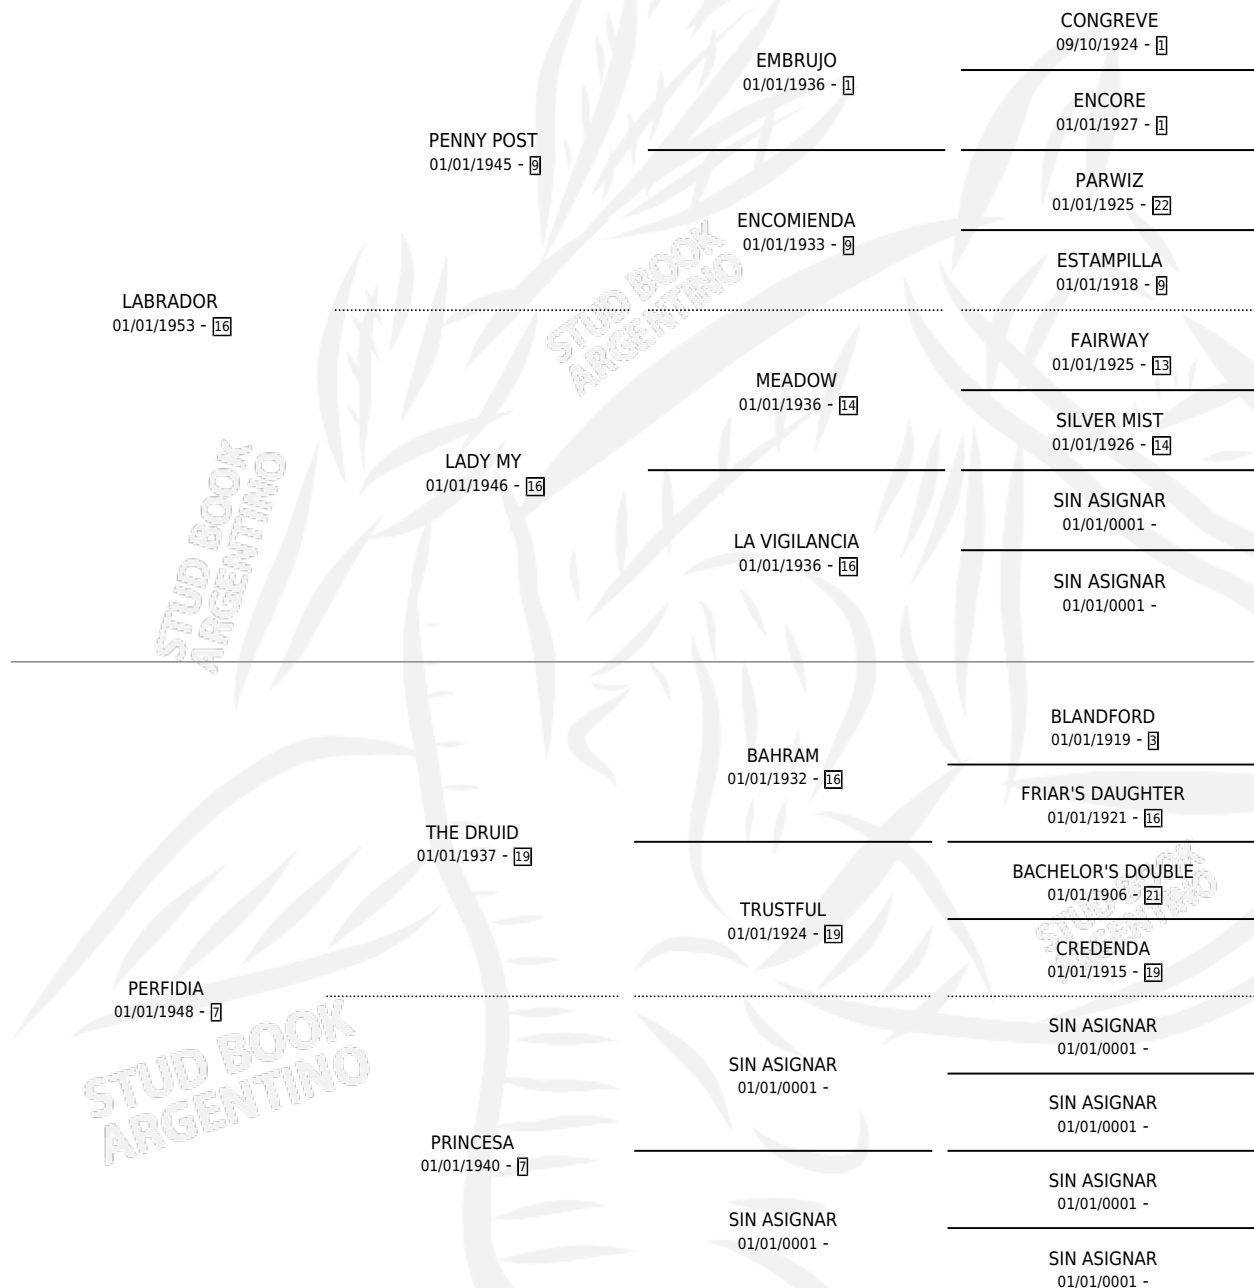 CONGREVE
09/10/1924 - 1
EMBRUJO
01/01/1936 - 1
ENCORE
01/01/1927 - 1
PENNY POST
01/01/1945 - 9
PARWIZ
01/01/1925 - 22
ENCOMIENDA
01/01/1933 - 9
ESTAMPILLA
01/01/1918 - 9
LABRADOR
01/01/1953 - 16
FAIRWAY
01/01/1925 - 13
MEADOW
01/01/1936 - 14
SILVER MIST
01/01/1926 - 14
LADY MY
01/01/1946 - 16
SIN ASIGNAR
01/01/0001 -
LA VIGILANCIA
01/01/1936 - 16
SIN ASIGNAR
01/01/0001 -
BLANDFORD
01/01/1919 - 3
BAHRAM
01/01/1932 - 16
FRIAR'S DAUGHTER
01/01/1921 - 16
THE DRUID
01/01/1937 - 19
BACHELOR'S DOUBLE
01/01/1906 - 21
TRUSTFUL
01/01/1924 - 19
CREDENDA
01/01/1915 - 19
PERFIDIA
01/01/1948 - 7
SIN ASIGNAR
01/01/0001 -
SIN ASIGNAR
01/01/0001 -
SIN ASIGNAR
01/01/0001 -
PRINCESA
01/01/1940 - 7
SIN ASIGNAR
01/01/0001 -
SIN ASIGNAR
01/01/0001 -
SIN ASIGNAR
01/01/0001 -
STUD BOOK
ARGENTINO
STUD BOOK
ARGENTINO
STUD BOOK
ARGENTINO
STUD BOOK
ARGENTINO